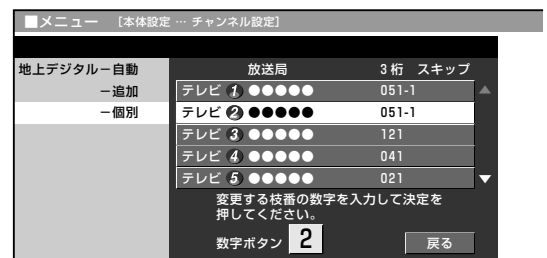 ■メニュー [本体設定 … チャンネル設定]
地上デジタル－自動 放送局 3桁 スキップ
－追加 テレビ 1 ●●●●● 051-1 ▲
－個別 テレビ 2 ●●●●● 051-1
テレビ 3 ●●●●● 121
テレビ 4 ●●●●● 041
テレビ 5 ●●●●● 021 ▼
変更する枝番の数字を入力して決定を
押してください。
数字ボタン 2 戻る